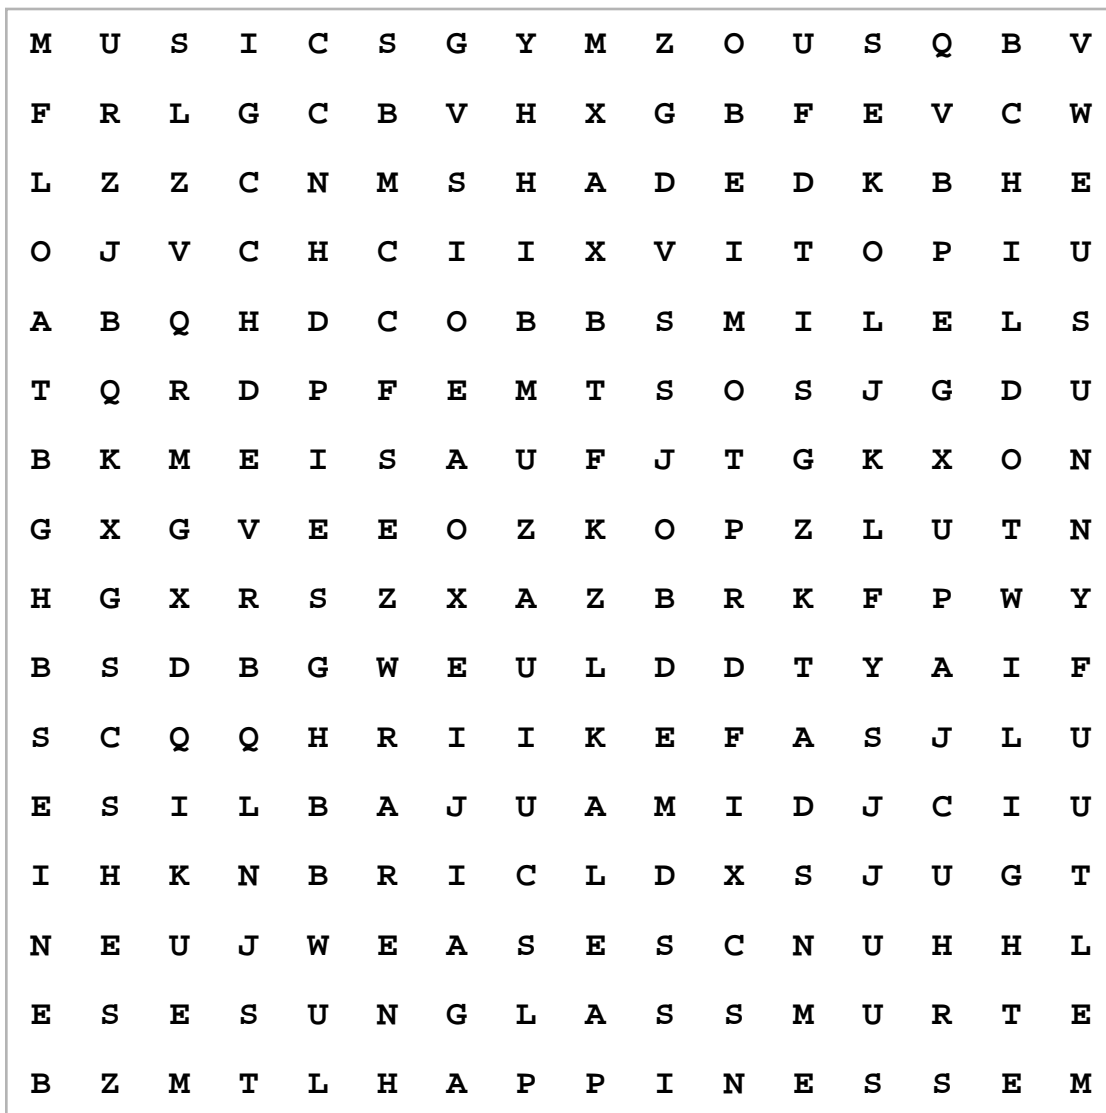 M U S I C S G Y M Z O U S Q B V
F R L G C B V H X G B F E V C W
L Z Z C N M S H A D E D K B H E
O J V C H C I I X V I T O P I U
A B Q H D C O B B S M I L E L S
T Q R D P F E M T S O S J G D U
B K M E I S A U F J T G K X O N
G X G V E E O Z K O P Z L U T N
H G X R S Z X A Z B R K F P W Y
B S D B G W E U L D D T Y A I F
S C Q Q H R I I K E F A S J L U
E S I L B A J U A M I D J C I U
I H K N B R I C L D X S J U G T
N E U J W E A S E S C N U H H L
E S E S U N G L A S S M U R T E
B Z M T L H A P P I N E S S E M